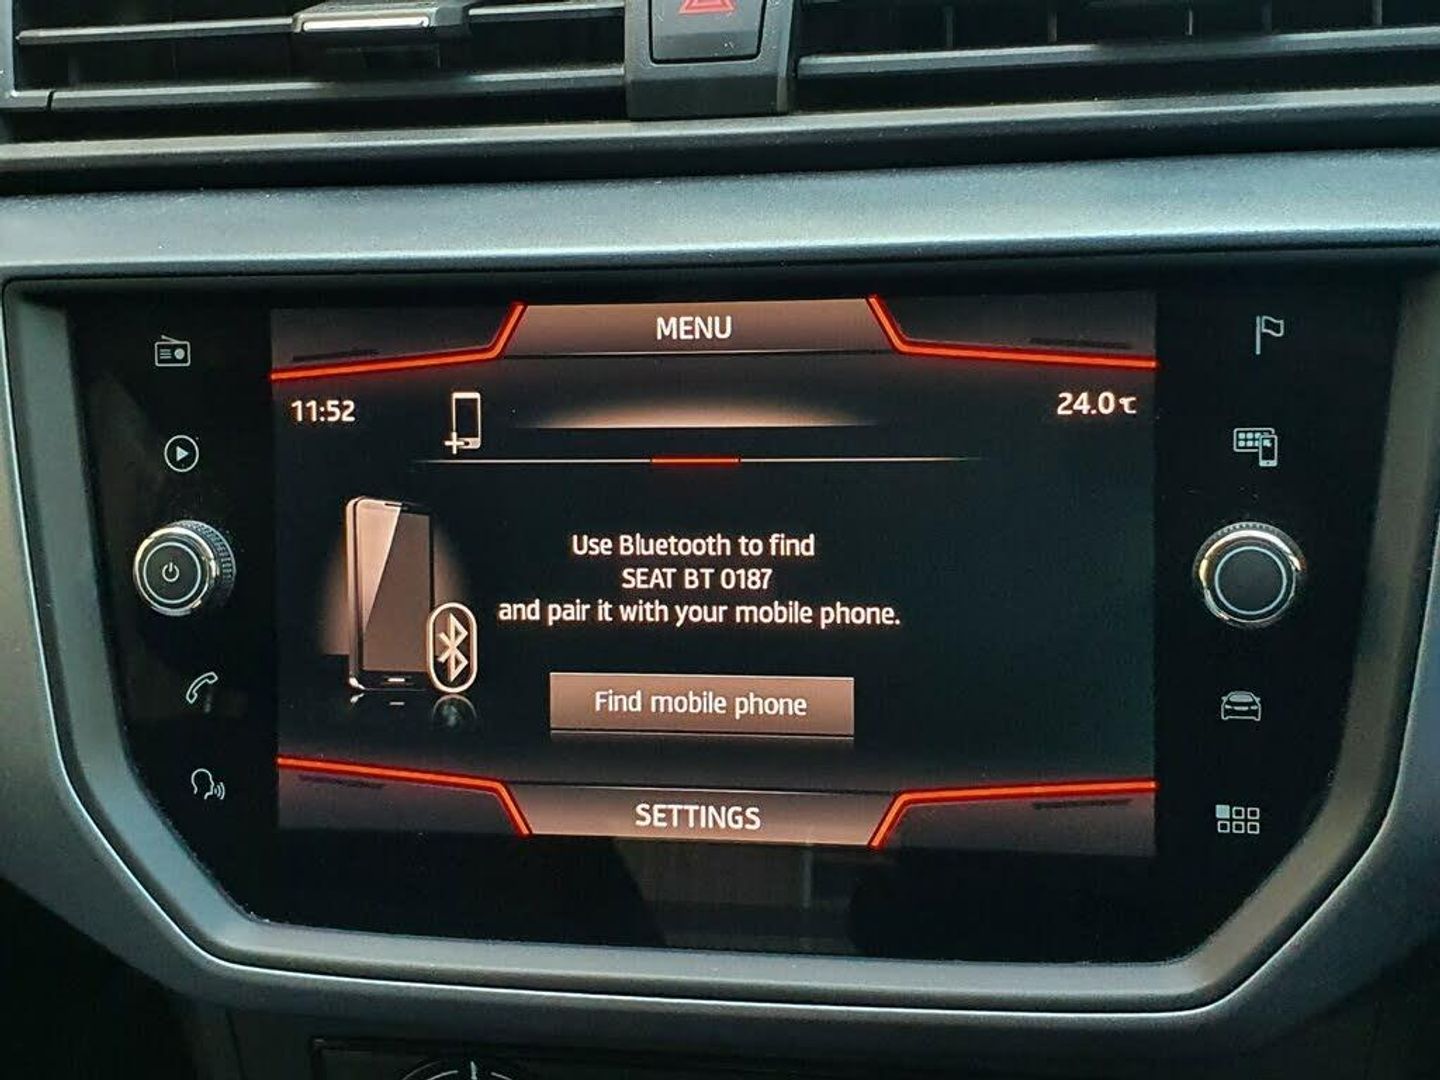 MENU
11:52
24.0℃
Use Bluetooth to find
SEAT BT 0187
and pair it with your mobile phone.
Find mobile phone
SETTINGS